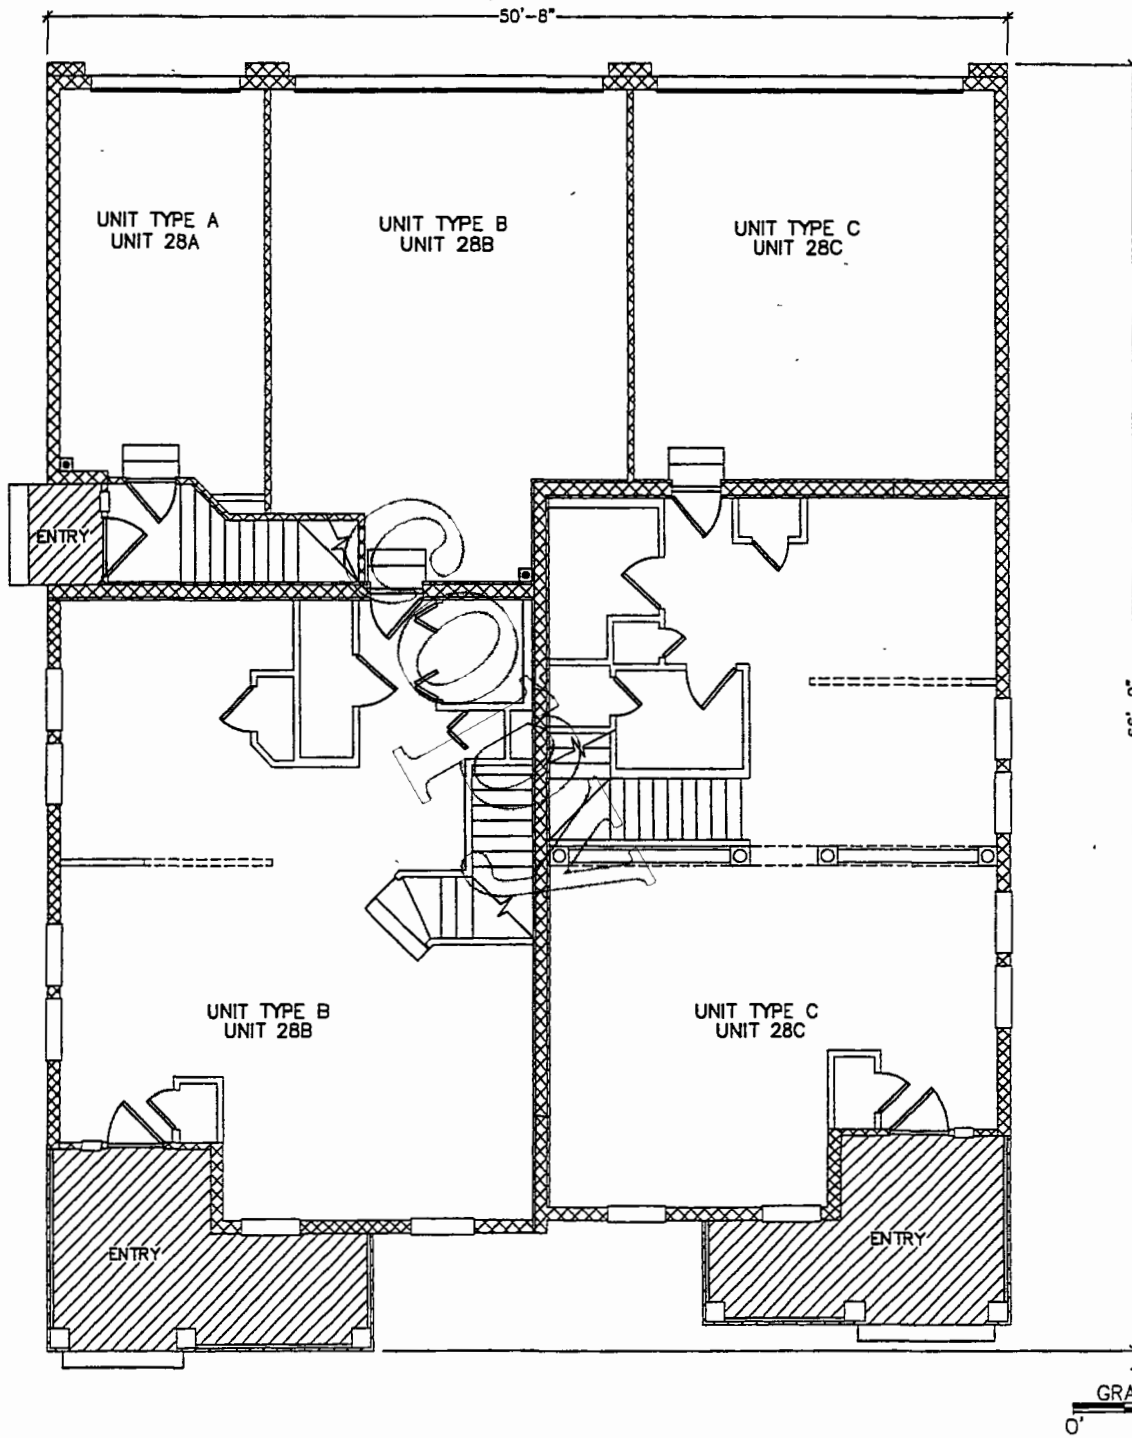 50'-8"
UNIT TYPE A
UNIT 28A
UNIT TYPE B
UNIT 28B
UNIT TYPE C
UNIT 28C
ENTRY
UNIT TYPE B
UNIT 28B
UNIT TYPE C
UNIT 28C
ENTRY
ENTRY
GRA
0'